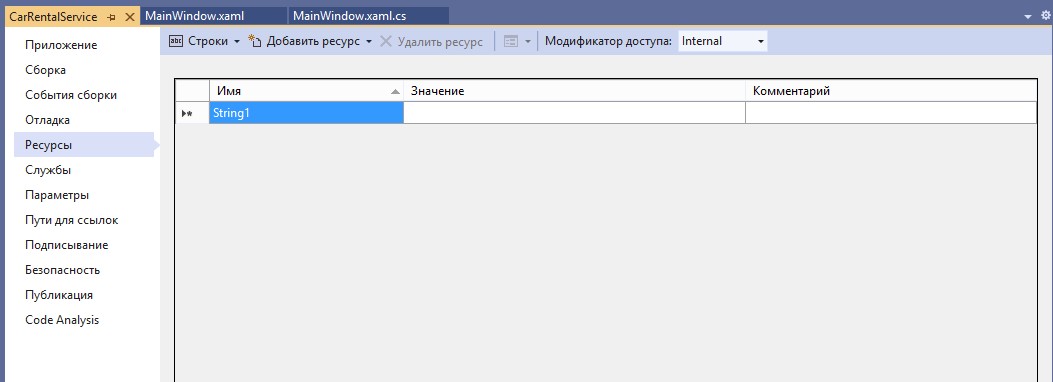 CarRentalService MainWindow.xaml MainWindow.xaml.cs
Строки Добавить ресурс Удалить ресурс Модификатор доступа: Internal
Приложение
Сборка
События сборки
Отладка
Ресурсы
Службы
Параметры
Пути для ссылок
Подписывание
Безопасность
Публикация
Code Analysis
Имя Значение Комментарий
String1